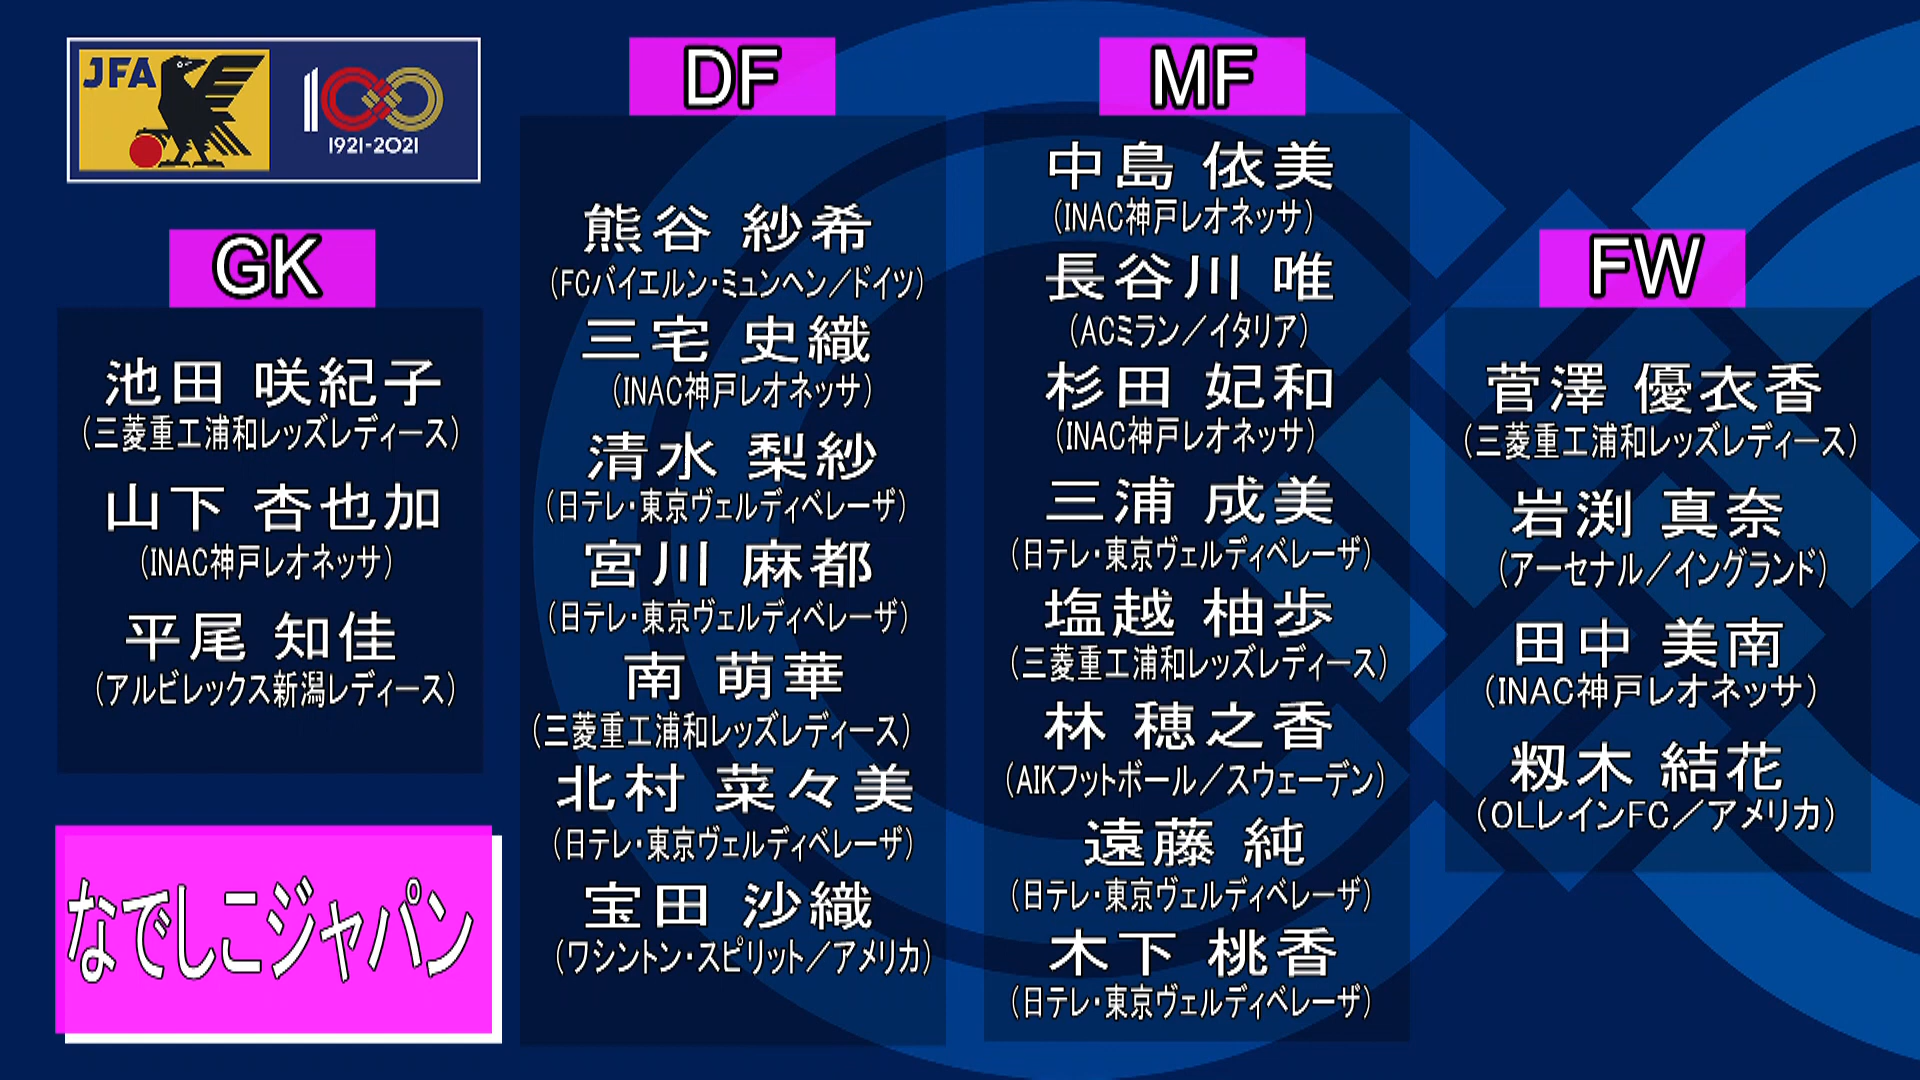 JFA
100
1921-2021
GK
池田 咲紀子
(三菱重工浦和レッズレディース)
山下 杏也加
(INAC神戸レオネッサ)
平尾 知佳
(アルビレックス新潟レディース)
なでしこジャパン
DF
熊谷 紗希
(FCバイエルン・ミュンヘン／ドイツ)
三宅 史織
(INAC神戸レオネッサ)
清水 梨紗
(日テレ・東京ヴェルディベレーザ)
宮川 麻都
(日テレ・東京ヴェルディベレーザ)
南 萌華
(三菱重工浦和レッズレディース)
北村 菜々美
(日テレ・東京ヴェルディベレーザ)
宝田 沙織
(ワシントン・スピリット／アメリカ)
MF
中島 依美
(INAC神戸レオネッサ)
長谷川 唯
(ACミラン／イタリア)
杉田 妃和
(INAC神戸レオネッサ)
三浦 成美
(日テレ・東京ヴェルディベレーザ)
塩越 柚歩
(三菱重工浦和レッズレディース)
林 穂之香
(AIKフットボール／スウェーデン)
遠藤 純
(日テレ・東京ヴェルディベレーザ)
木下 桃香
(日テレ・東京ヴェルディベレーザ)
FW
菅澤 優衣香
(三菱重工浦和レッズレディース)
岩渕 真奈
(アーセナル／イングランド)
田中 美南
(INAC神戸レオネッサ)
籾木 結花
(OLレインFC／アメリカ)